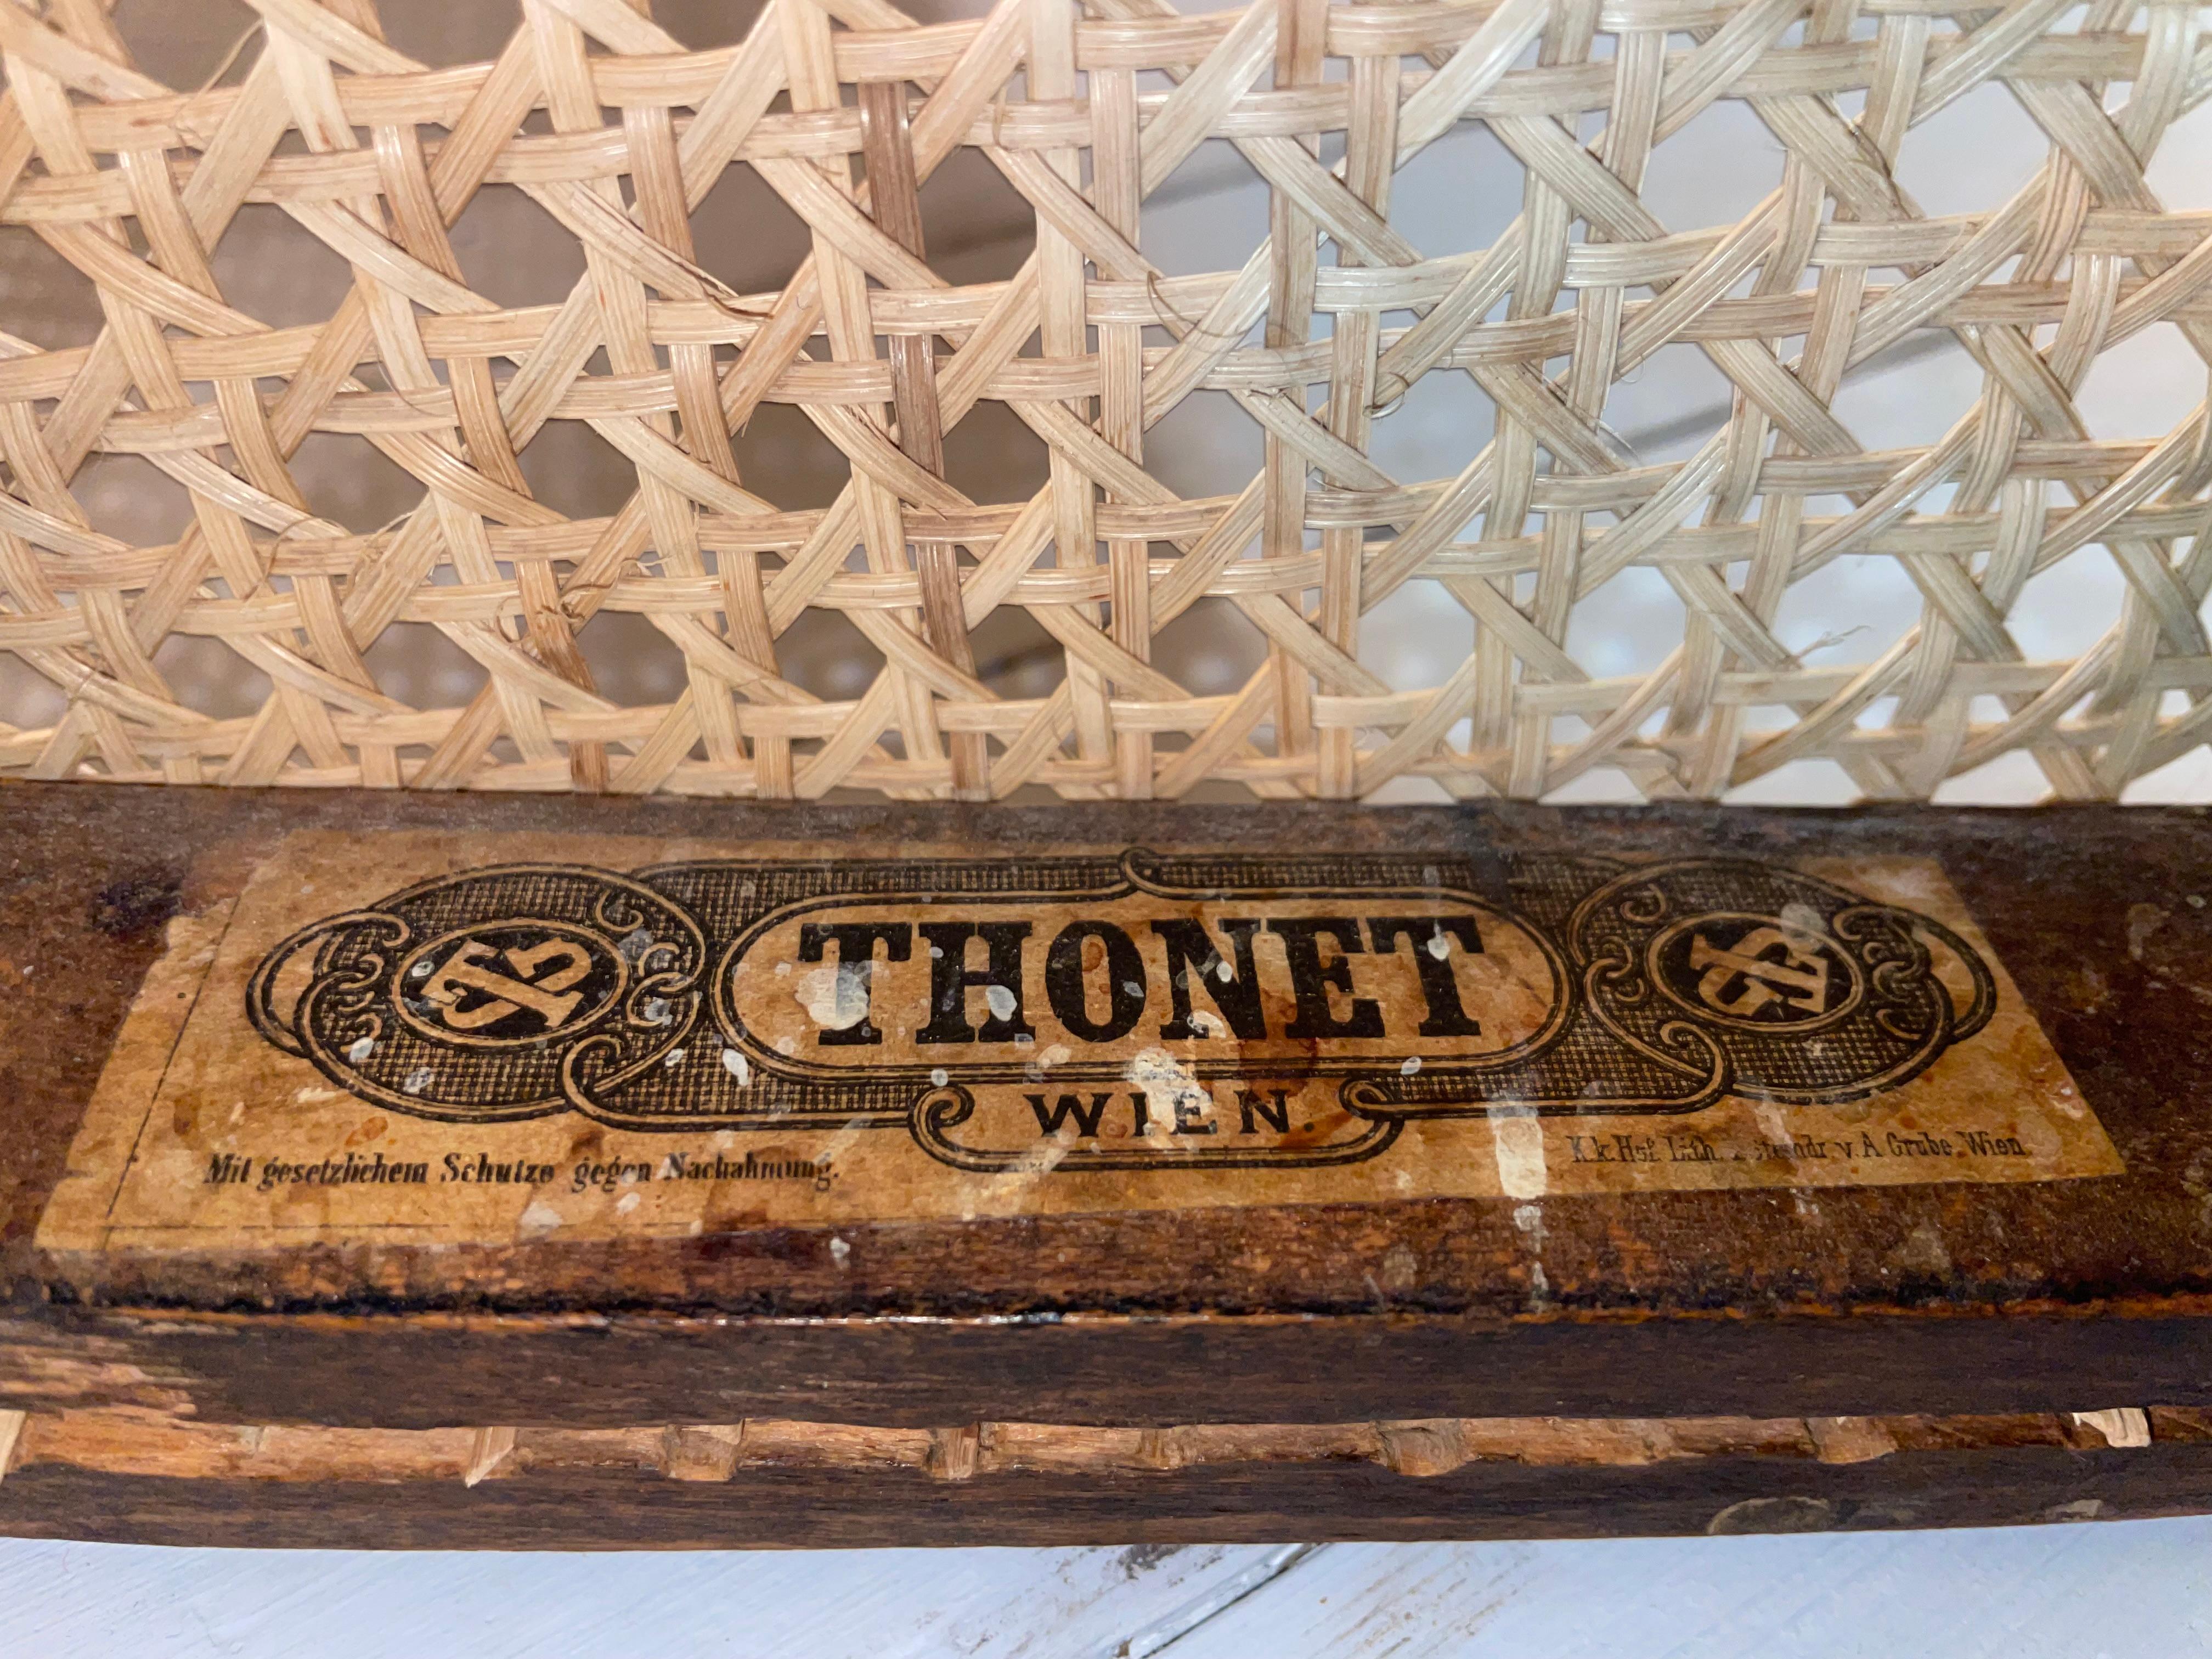 THONET
WIEN.
Mit gesetzlichem Schutze gegen Nachahmung.
K.k. Hof. Lith. v. A. Grube. Wien